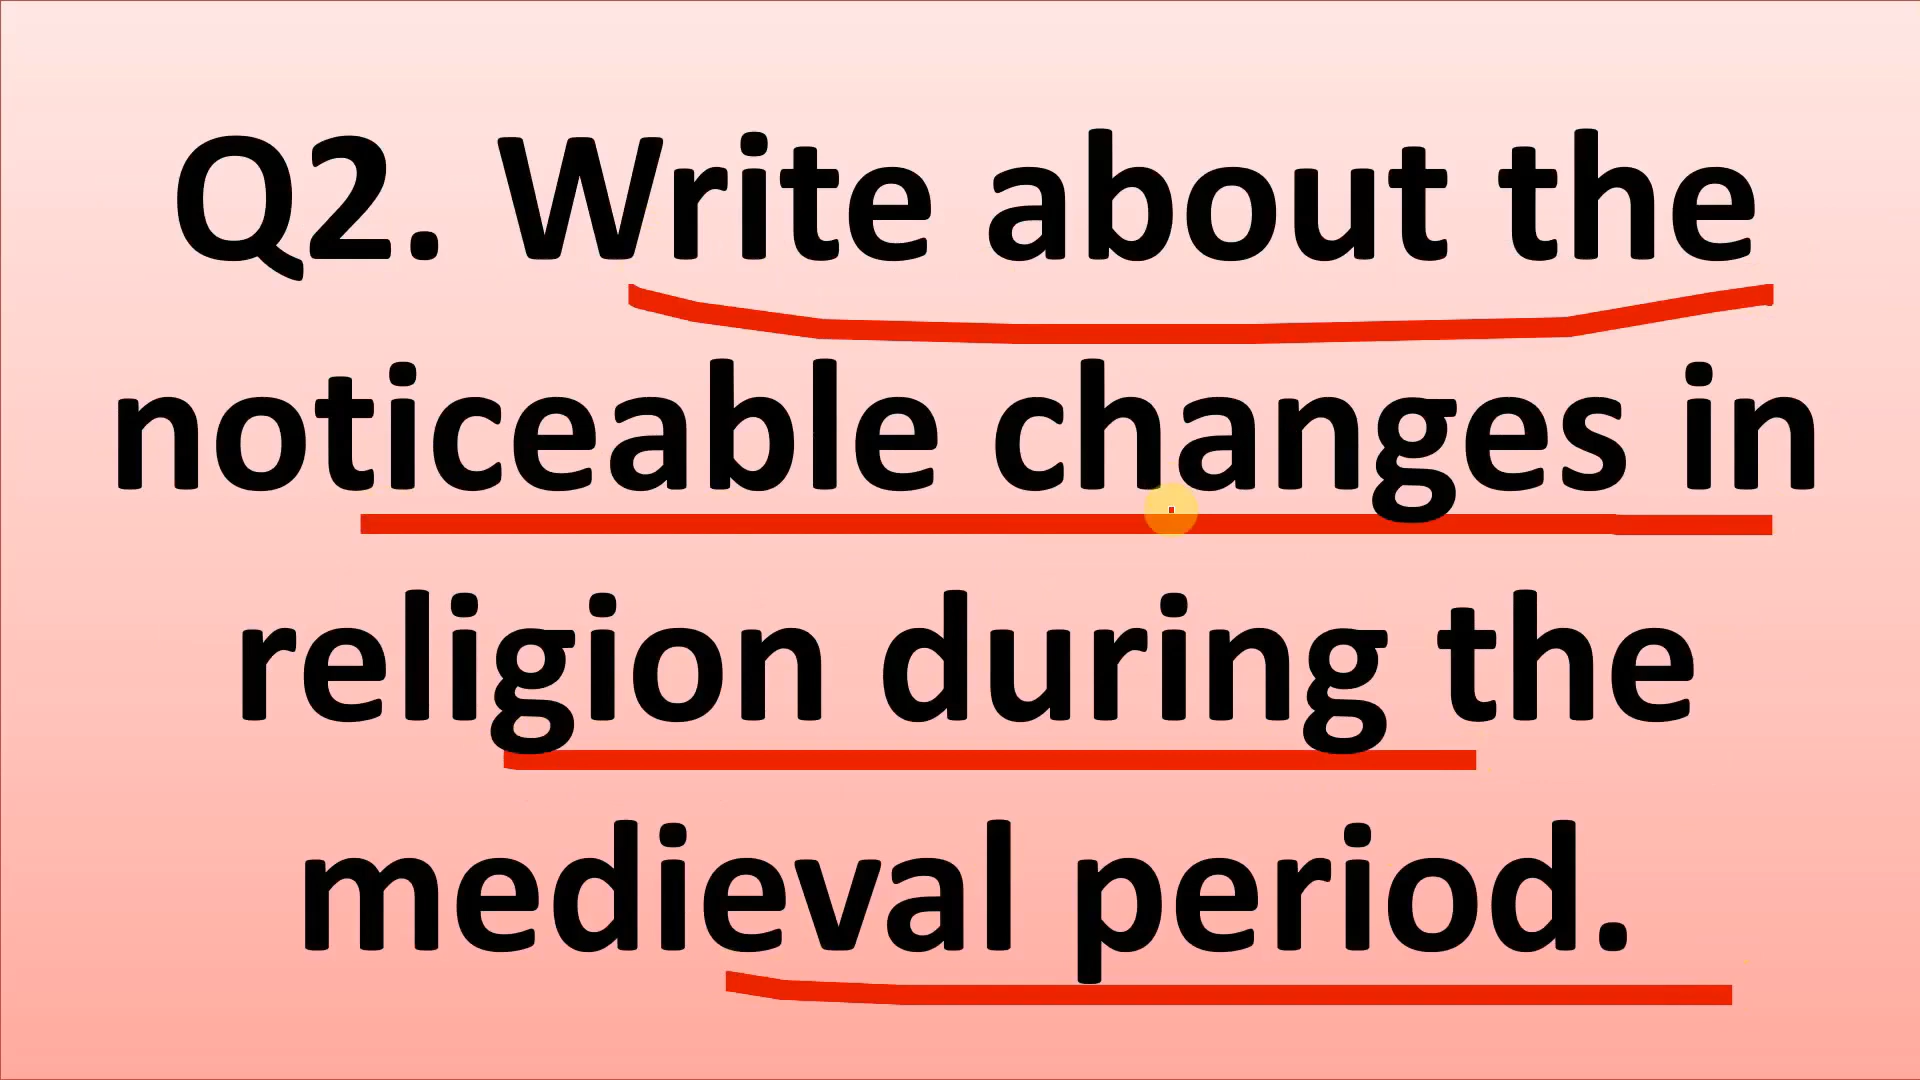 Q2. Write about the
noticeable changes in
religion during the
medieval period.